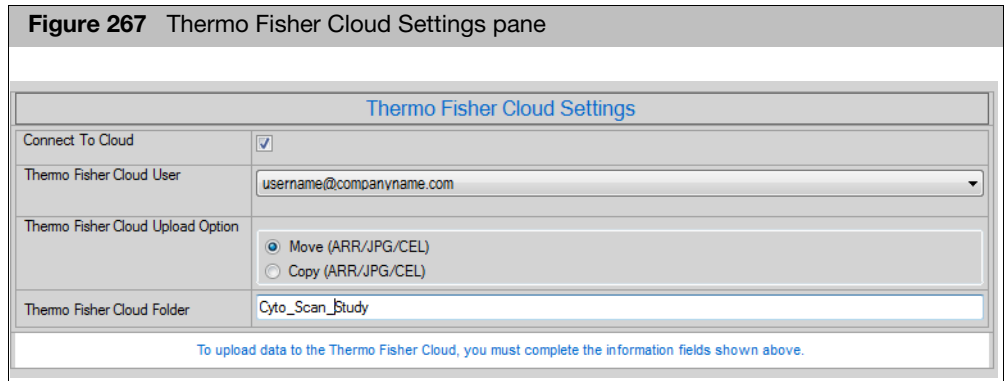 Figure 267 Thermo Fisher Cloud Settings pane
Thermo Fisher Cloud Settings
Connect To Cloud
Thermo Fisher Cloud User
username@companyname.com
Thermo Fisher Cloud Upload Option
Move (ARR/JPG/CEL)
Copy (ARR/JPG/CEL)
Thermo Fisher Cloud Folder
Cyto_Scan_Study
To upload data to the Thermo Fisher Cloud, you must complete the information fields shown above.